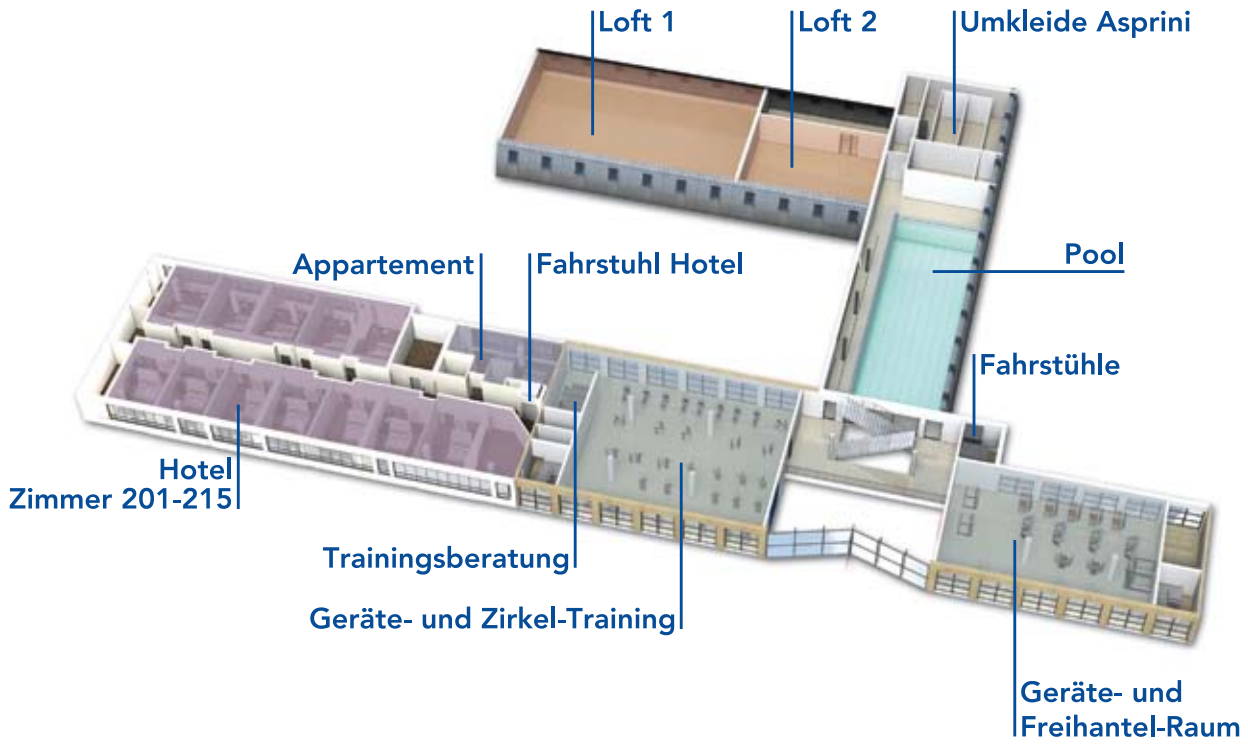 Loft 1
Loft 2
Umkleide Asprini
Appartement
Fahrstuhl Hotel
Pool
Fahrstühle
Hotel
Zimmer 201-215
Trainingsberatung
Geräte- und Zirkel-Training
Geräte- und
Freihantel-Raum